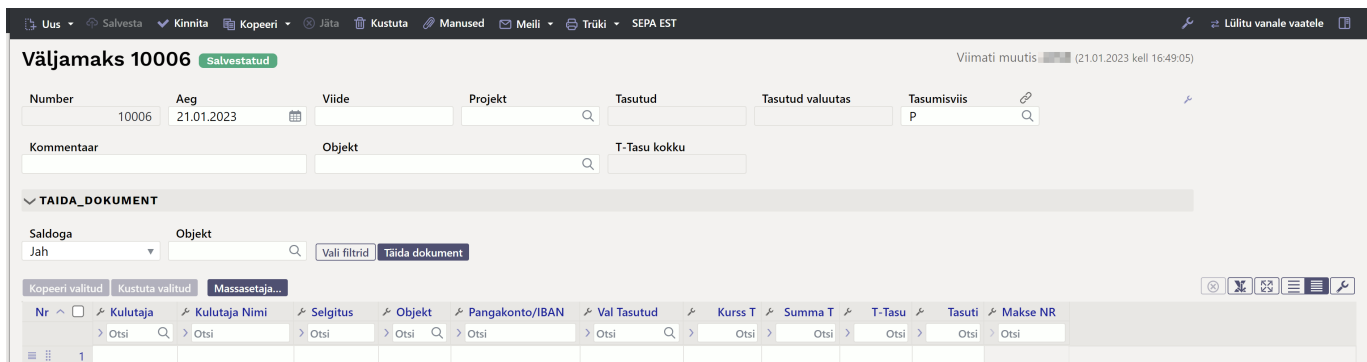 Uus Salvesta Kinnita Kopeeri Jäta Kustuta Manused Meili Trüki SEPA EST Lülitu vanale vaatele
Väljamaks 10006 Salvestatud Viimati muutis (21.01.2023 kell 16:49:05)
Number Aeg Viide Projekt Tasutud Tasutud valuutas Tasumisviis
10006 21.01.2023 P
Kommentaar Objekt T-Tasu kokku
TAIDA_DOKUMENT
Saldoga Objekt
Jah Vali filtrid Täida dokument
Kopeeri valitud Kustuta valitud Massasetaja...
Nr Kulutaja Kulutaja Nimi Selgitus Objekt Pangakonto/IBAN Val Tasutud Kurss T Summa T T-Tasu Tasuti Makse NR
Otsi Otsi Otsi Otsi Otsi Otsi Otsi Otsi Otsi Otsi Otsi
1